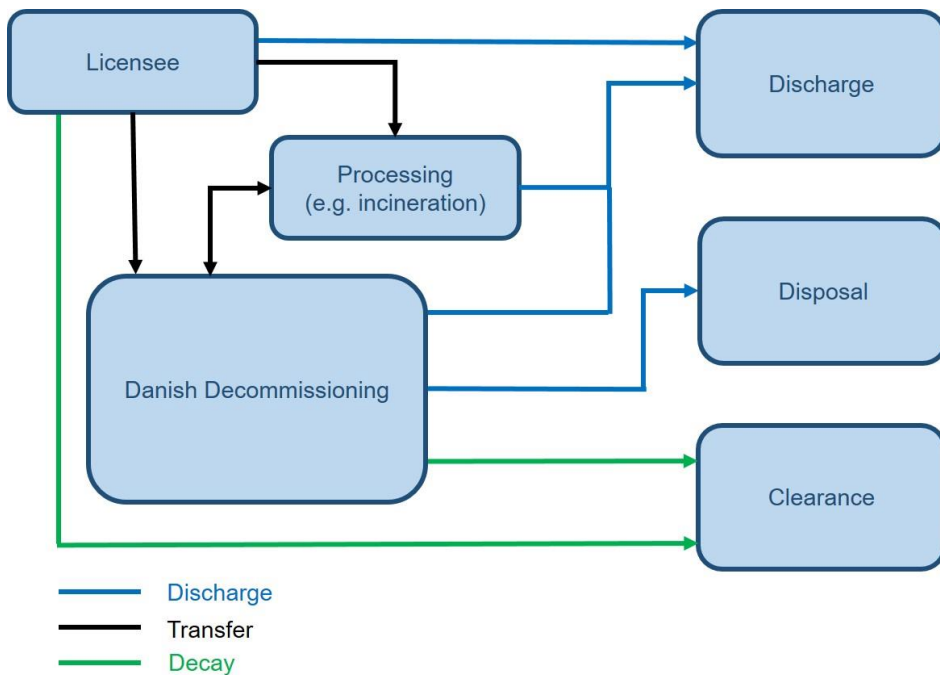 Licensee
Discharge
Processing
(e.g. incineration)
Disposal
Danish Decommissioning
Clearance
Discharge
Transfer
Decay